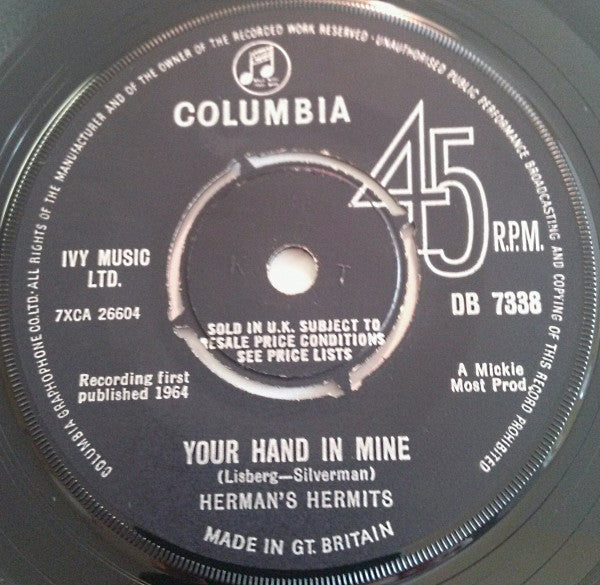 COLUMBIA GRAPHOPHONE CO. LTD. ALL RIGHTS OF THE MANUFACTURER AND OF THE OWNER OF THE RECORDED WORK RESERVED · UNAUTHORISED PUBLIC PERFORMANCE BROADCASTING AND COPYING OF THIS RECORD PROHIBITED
COLUMBIA
45
R.P.M.
IVY MUSIC
LTD.
7XCA 26604
DB 7338
SOLD IN U.K. SUBJECT TO
RESALE PRICE CONDITIONS
SEE PRICE LISTS
Recording first
published 1964
A Mickie
Most Prod.
YOUR HAND IN MINE
(Lisberg—Silverman)
HERMAN'S HERMITS
MADE IN GT. BRITAIN